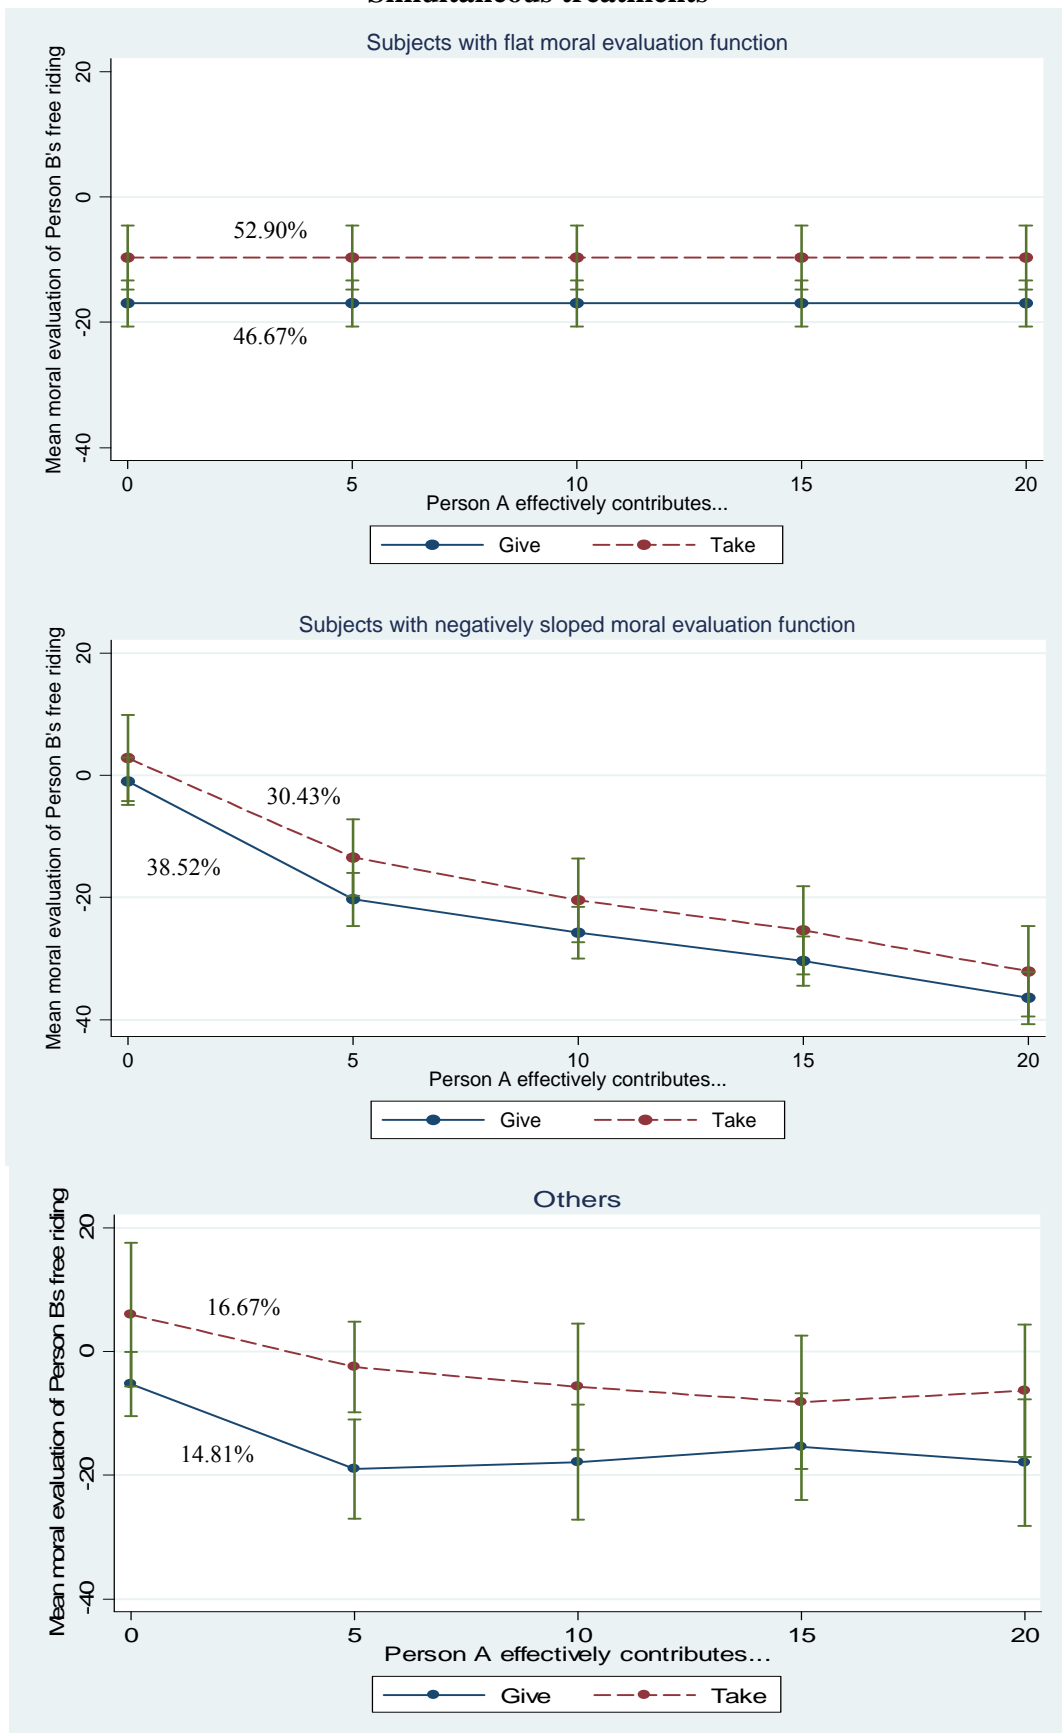 Simultaneous treatments
Subjects with flat moral evaluation function
Mean moral evaluation of Person B's free riding
20
0
-20
-40
52.90%
46.67%
0 5 10 15 20
Person A effectively contributes...
Give Take
Subjects with negatively sloped moral evaluation function
Mean moral evaluation of Person B's free riding
20
0
-20
-40
30.43%
38.52%
0 5 10 15 20
Person A effectively contributes...
Give Take
Others
Mean moral evaluation of Person B's free riding
20
0
-20
-40
16.67%
14.81%
0 5 10 15 20
Person A effectively contributes...
Give Take